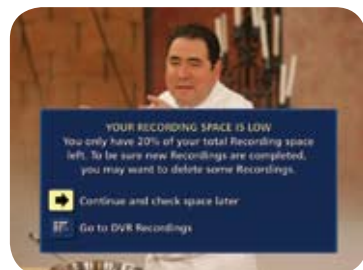 YOUR RECORDING SPACE IS LOW
You only have 20% of your total Recording space
left. To be sure new Recordings are completed,
you may want to delete some Recordings.
Continue and check space later
Go to DVR Recordings